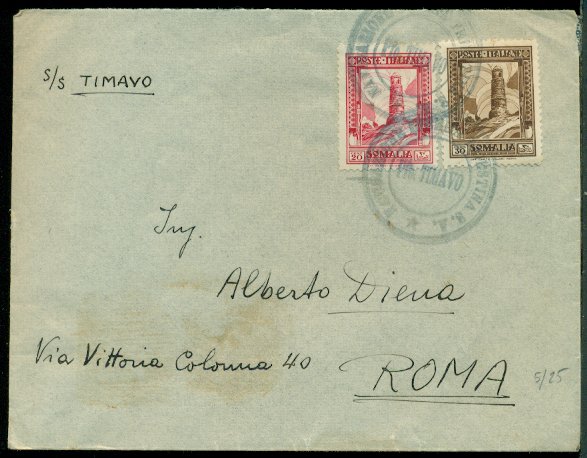 S/S TIMAVO
POSTE·ITALIANE
20 SOMALIA
POSTE·ITALIANE
30 SOMALIA
TIMAVO
Ing.
Alberto Diena
Via Vittoria Colonna 40
ROMA
5/25